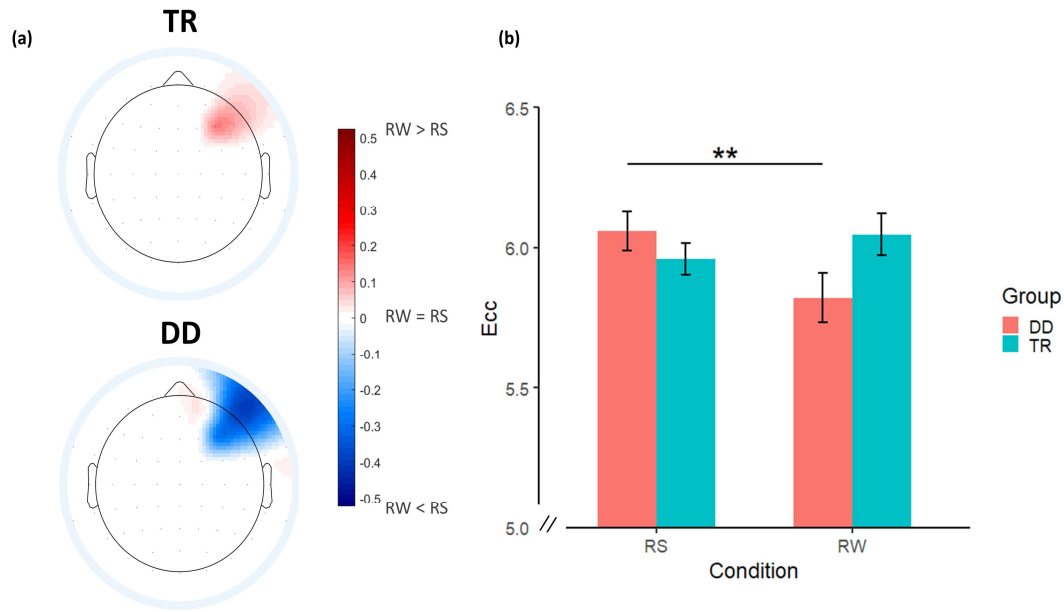 (a)
TR
0.5
RW > RS
0.4
0.3
0.2
0.1
0
RW = RS
-0.1
-0.2
-0.3
-0.4
-0.5
RW < RS
DD
(b)
6.5
6.0
5.5
5.0
//
Ecc
**
RS
RW
Condition
Group
DD
TR